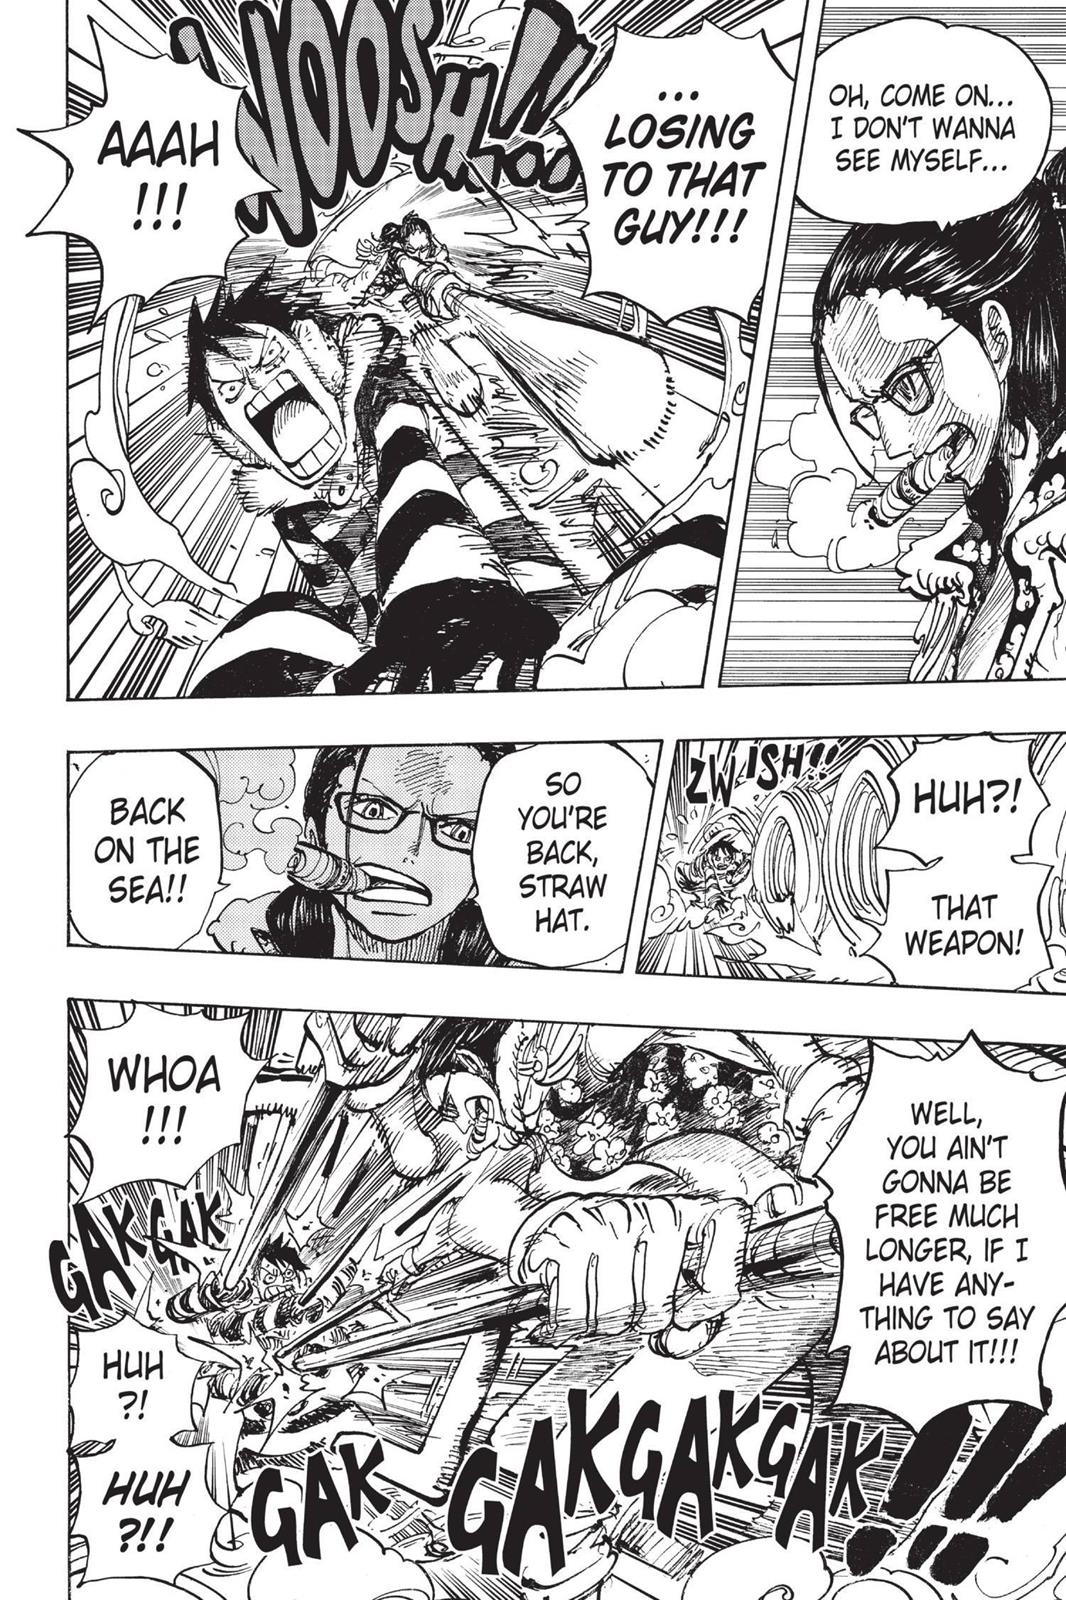 OH, COME ON...
I DON'T WANNA
SEE MYSELF...
...
LOSING
TO THAT
GUY!!!
AAAH
!!!
HUH?!
THAT
WEAPON!
ZWISH!!
SO
YOU'RE
BACK,
STRAW
HAT.
BACK
ON THE
SEA!!
WELL,
YOU AIN'T
GONNA BE
FREE MUCH
LONGER, IF I
HAVE ANY-
THING TO SAY
ABOUT IT!!!
WHOA
!!!
GAK GAK
HUH
?!
HUH
?!!
GAK
GAKGAKGAK!!!